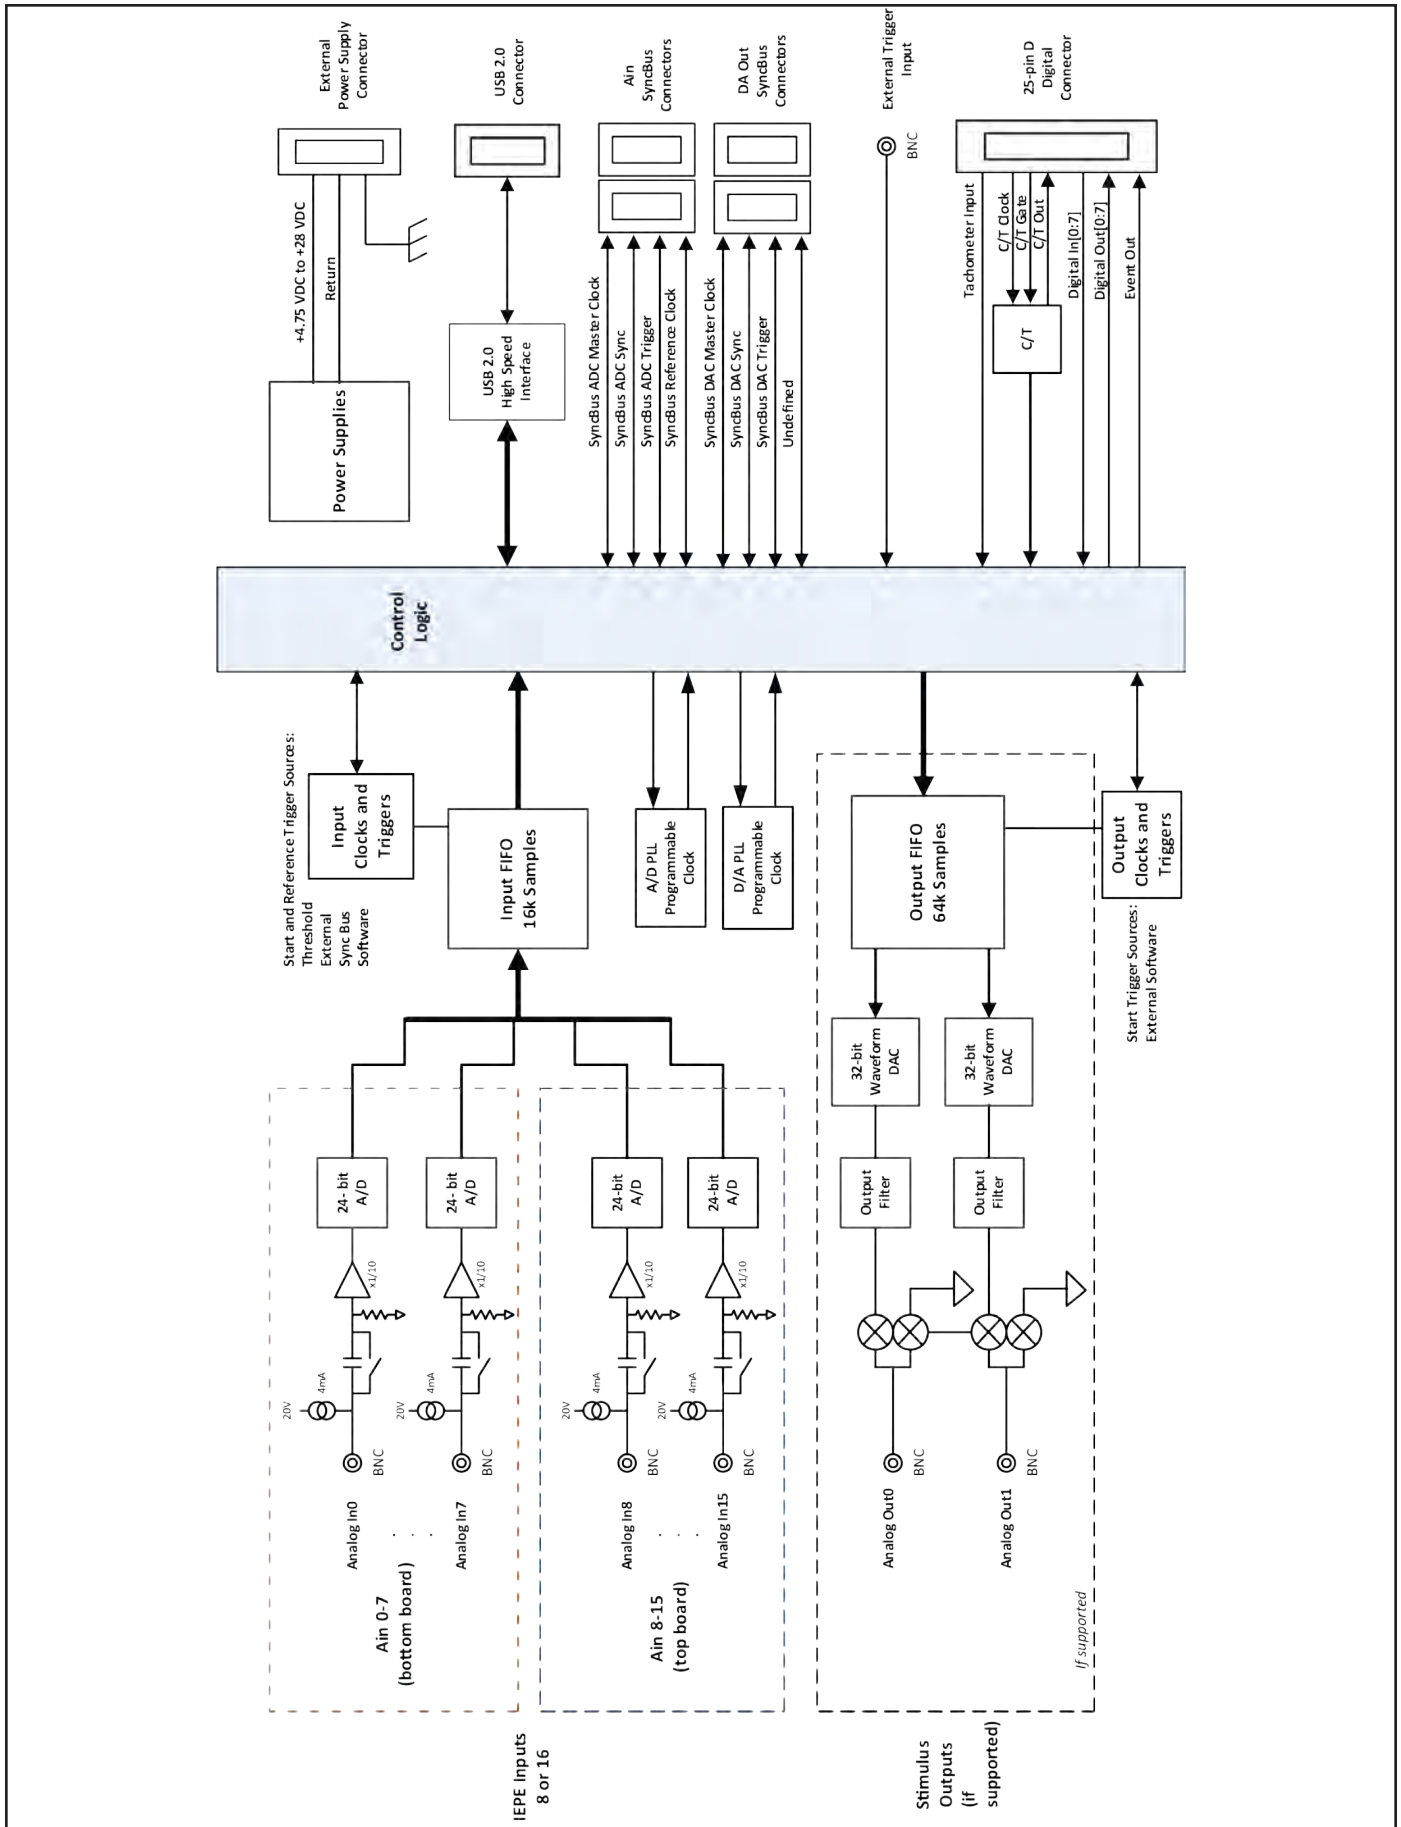 IEPE Inputs
8 or 16
Ain 0-7
(bottom board)
Analog In0
.
.
.
Analog In7
BNC
BNC
20V
4mA
20V
4mA
x1/10
x1/10
24- bit
A/D
24- bit
A/D
Ain 8-15
(top board)
Analog In8
.
.
.
Analog In15
BNC
BNC
20V
4mA
20V
4mA
x1/10
x1/10
24-bit
A/D
24-bit
A/D
Start and Reference Trigger Sources:
Threshold
External
Sync Bus
Software
Input
Clocks and
Triggers
Input FIFO
16k Samples
A/D PLL
Programmable
Clock
D/A PLL
Programmable
Clock
Stimulus
Outputs
(if
supported)
If supported
Analog Out0
Analog Out1
BNC
BNC
Output
Filter
Output
Filter
32-bit
Waveform
DAC
32-bit
Waveform
DAC
Output FIFO
64k Samples
Output
Clocks and
Triggers
Start Trigger Sources:
External Software
Control
Logic
Power Supplies
+4.75 VDC to +28 VDC
Return
External
Power Supply
Connector
USB 2.0
High Speed
Interface
USB 2.0
Connector
SyncBus ADC Master Clock
SyncBus ADC Sync
SyncBus ADC Trigger
SyncBus Reference Clock
Ain
SyncBus
Connectors
SyncBus DAC Master Clock
SyncBus DAC Sync
SyncBus DAC Trigger
Undefined
DA Out
SyncBus
Connectors
External Trigger
Input
BNC
Tachometer Input
C/T Clock
C/T Gate
C/T Out
C/T
Digital In[0:7]
Digital Out[0:7]
Event Out
25-pin D
Digital
Connector